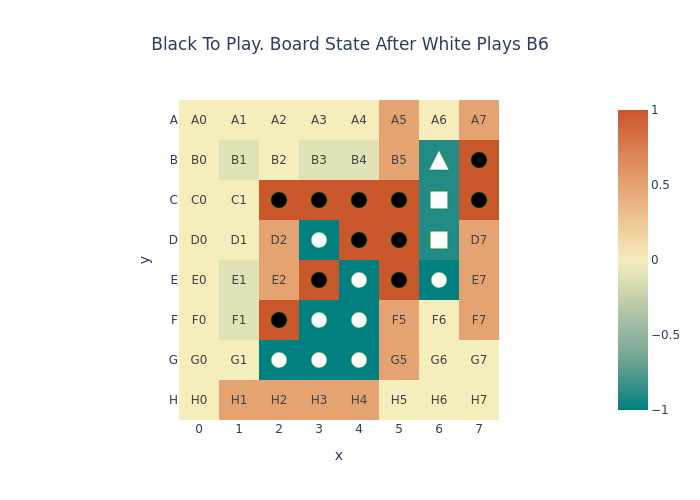 Black To Play. Board State After White Plays B6
A A0 A1 A2 A3 A4 A5 A6 A7 1
B B0 B1 B2 B3 B4 B5
C C0 C1 0.5
D D0 D1 D2 D7
y 0
E E0 E1 E2 E7
F F0 F1 F5 F6 F7 −0.5
G G0 G1 G5 G6 G7
H H0 H1 H2 H3 H4 H5 H6 H7 −1
0 1 2 3 4 5 6 7
x